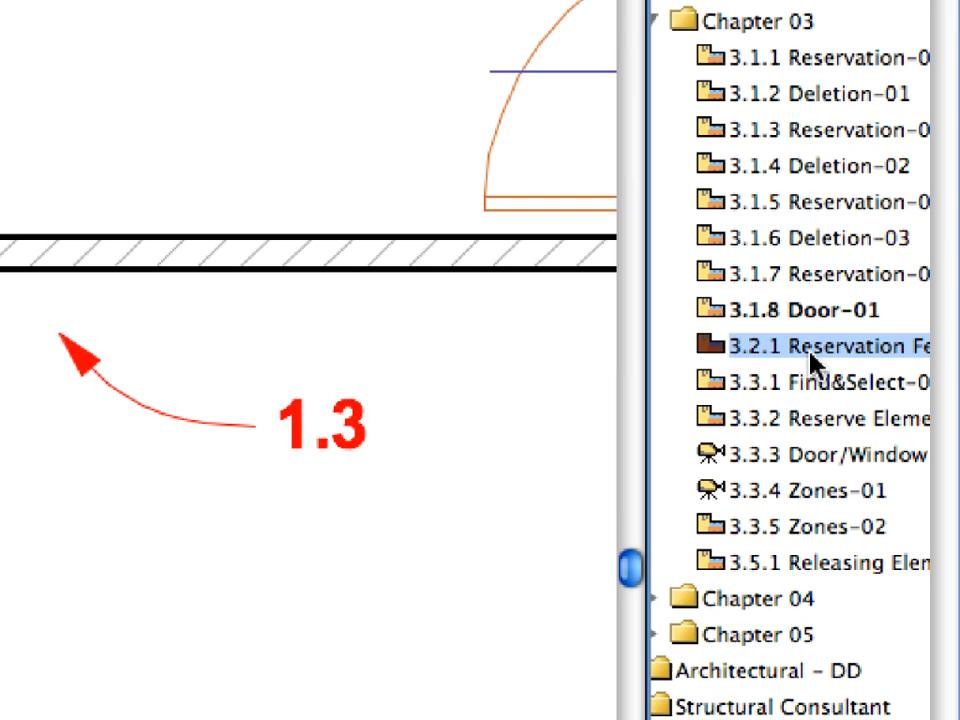 1.3
Chapter 03
3.1.1 Reservation-0
3.1.2 Deletion-01
3.1.3 Reservation-0
3.1.4 Deletion-02
3.1.5 Reservation-0
3.1.6 Deletion-03
3.1.7 Reservation-0
3.1.8 Door-01
3.2.1 Reservation Fe
3.3.1 Find&Select-0
3.3.2 Reserve Eleme
3.3.3 Door/Window
3.3.4 Zones-01
3.3.5 Zones-02
3.5.1 Releasing Elem
Chapter 04
Chapter 05
Architectural - DD
Structural Consultant